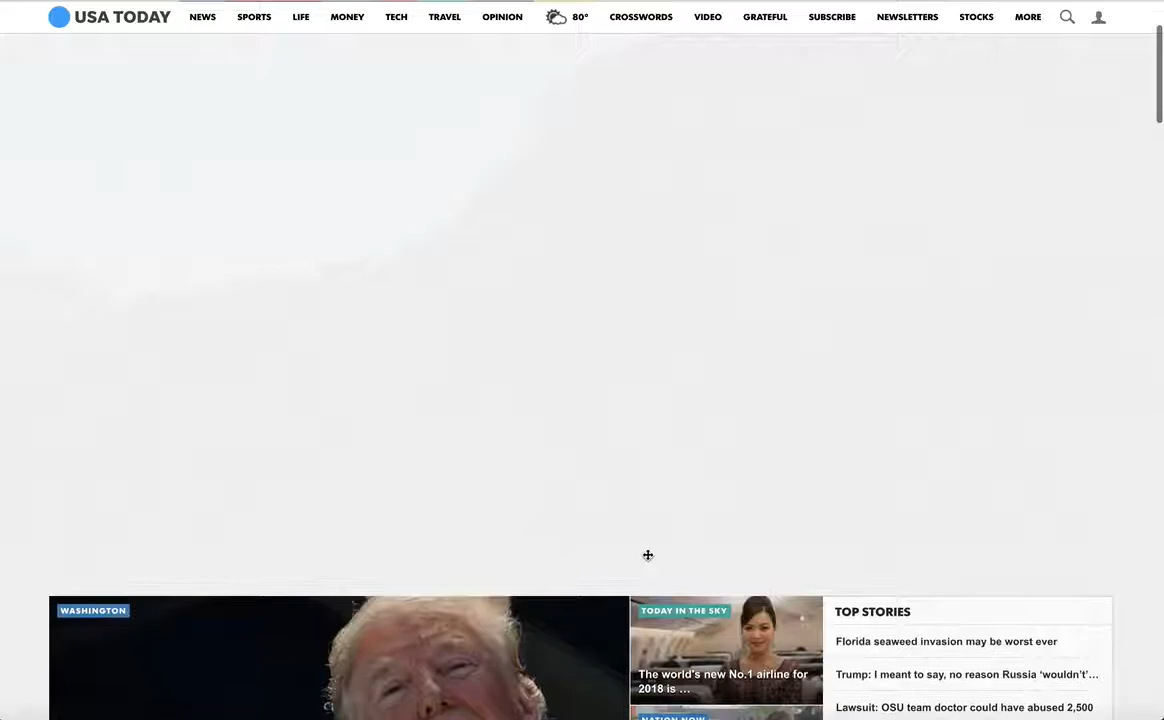 USA TODAY
NEWS
SPORTS
LIFE
MONEY
TECH
TRAVEL
OPINION
80°
CROSSWORDS
VIDEO
GRATEFUL
SUBSCRIBE
NEWSLETTERS
STOCKS
MORE
WASHINGTON
TODAY IN THE SKY
The world's new No.1 airline for
2018 is ...
NATION NOW
TOP STORIES
Florida seaweed invasion may be worst ever
Trump: I meant to say, no reason Russia ‘wouldn’t’...
Lawsuit: OSU team doctor could have abused 2,500